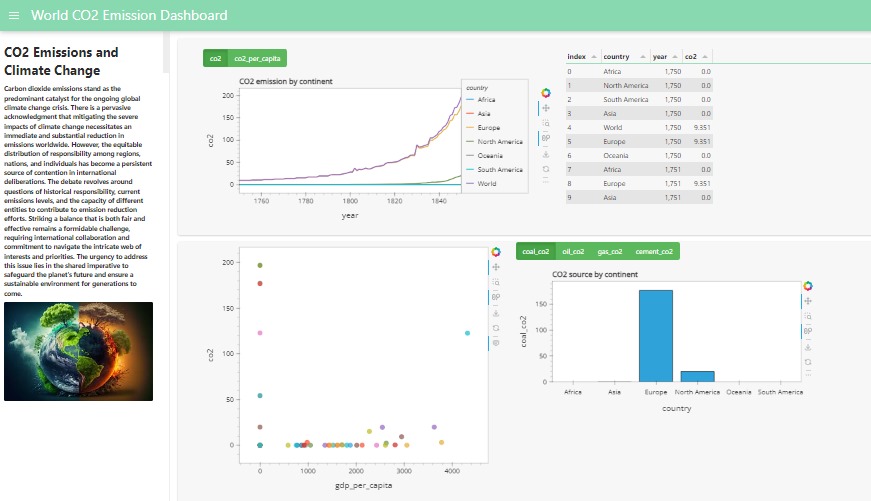 World CO2 Emission Dashboard
CO2 Emissions and
Climate Change
Carbon dioxide emissions stand as the
predominant catalyst for the ongoing global
climate change crisis. There is a pervasive
acknowledgment that mitigating the severe
impacts of climate change necessitates an
immediate and substantial reduction in
emissions worldwide. However, the equitable
distribution of responsibility among regions,
nations, and individuals has become a persistent
source of contention in international
deliberations. The debate revolves around
questions of historical responsibility, current
emissions levels, and the capacity of different
entities to contribute to emission reduction
efforts. Striking a balance that is both fair and
effective remains a formidable challenge,
requiring international collaboration and
commitment to navigate the intricate web of
interests and priorities. The urgency to address
this issue lies in the shared imperative to
safeguard the planet's future and ensure a
sustainable environment for generations to
come.
co2 co2_per_capita
CO2 emission by continent
200
150
100
50
0
co2
1760 1780 1800 1820 1840
year
country
Africa
Asia
Europe
North America
Oceania
South America
World
index country year co2
0 Africa 1,750 0.0
1 North America 1,750 0.0
2 South America 1,750 0.0
3 Asia 1,750 0.0
4 World 1,750 9.351
5 Europe 1,750 9.351
6 Oceania 1,750 0.0
7 Africa 1,751 0.0
8 Europe 1,751 9.351
9 Asia 1,751 0.0
200
150
100
50
0
co2
0 1000 2000 3000 4000
gdp_per_capita
coal_co2 oil_co2 gas_co2 cement_co2
CO2 source by continent
150
100
50
0
coal_co2
Africa Asia Europe North America Oceania South America
country